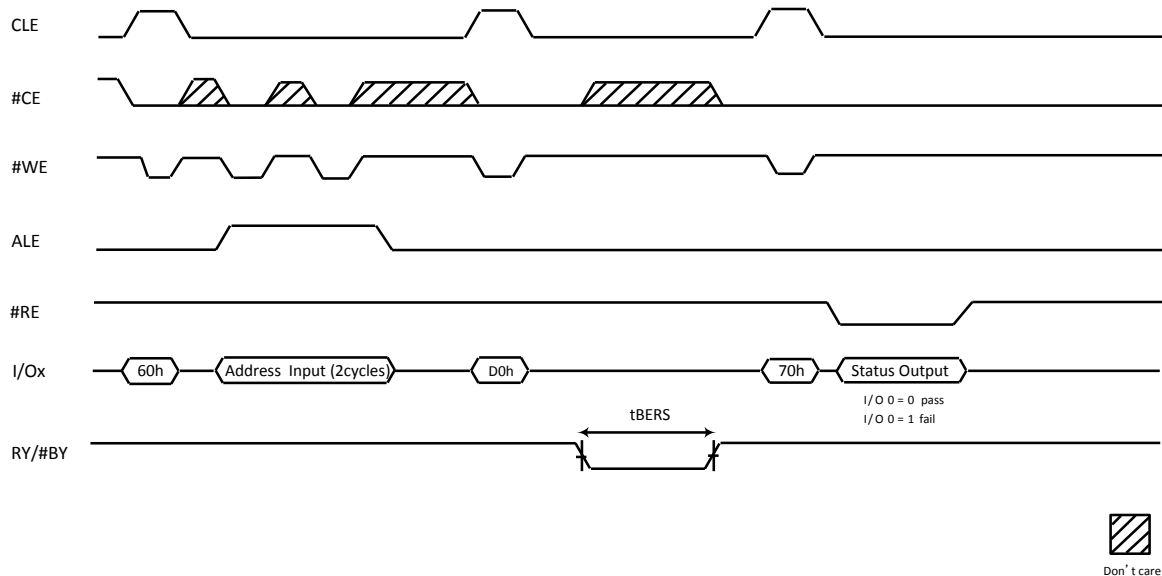 CLE
#CE
#WE
ALE
#RE
I/Ox
60h
Address Input (2cycles)
D0h
70h
Status Output
I/O 0 = 0 pass
I/O 0 = 1 fail
tBERS
RY/#BY
Don't care